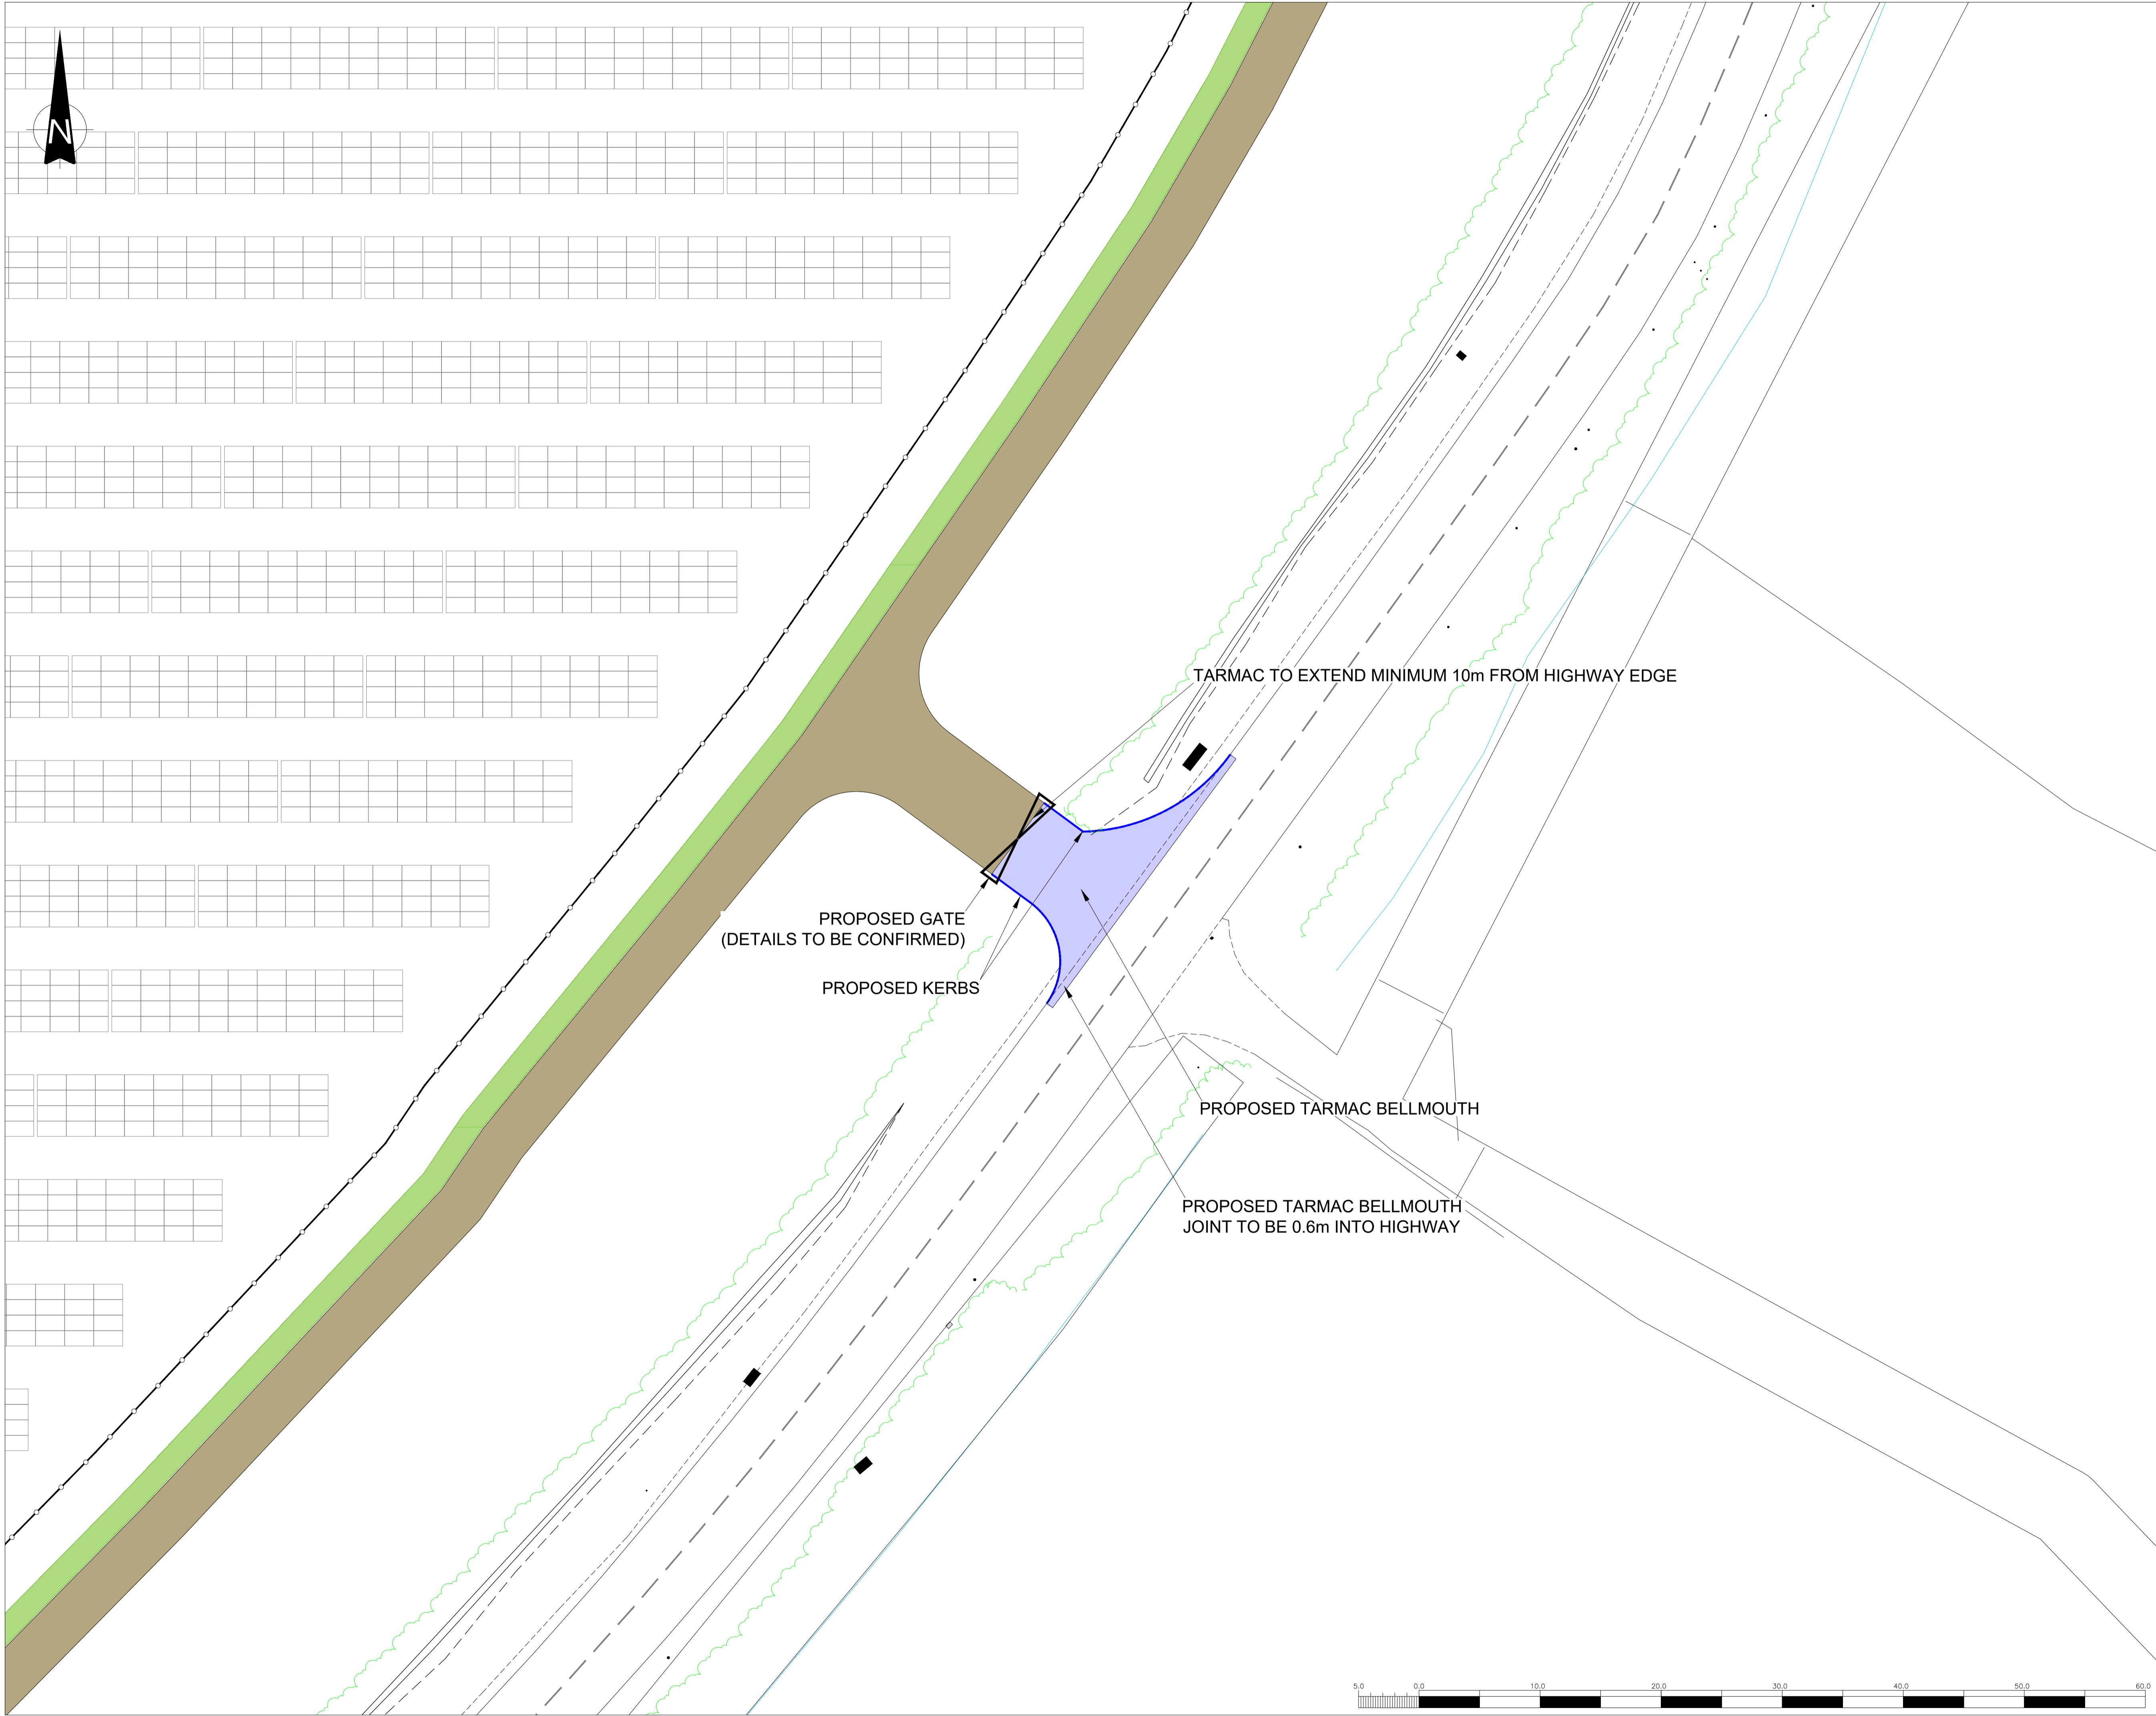 N
TARMAC TO EXTEND MINIMUM 10m FROM HIGHWAY EDGE
PROPOSED GATE
(DETAILS TO BE CONFIRMED)
PROPOSED KERBS
PROPOSED TARMAC BELLMOUTH
PROPOSED TARMAC BELLMOUTH
JOINT TO BE 0.6m INTO HIGHWAY
5.0 0.0 10.0 20.0 30.0 40.0 50.0 60.0